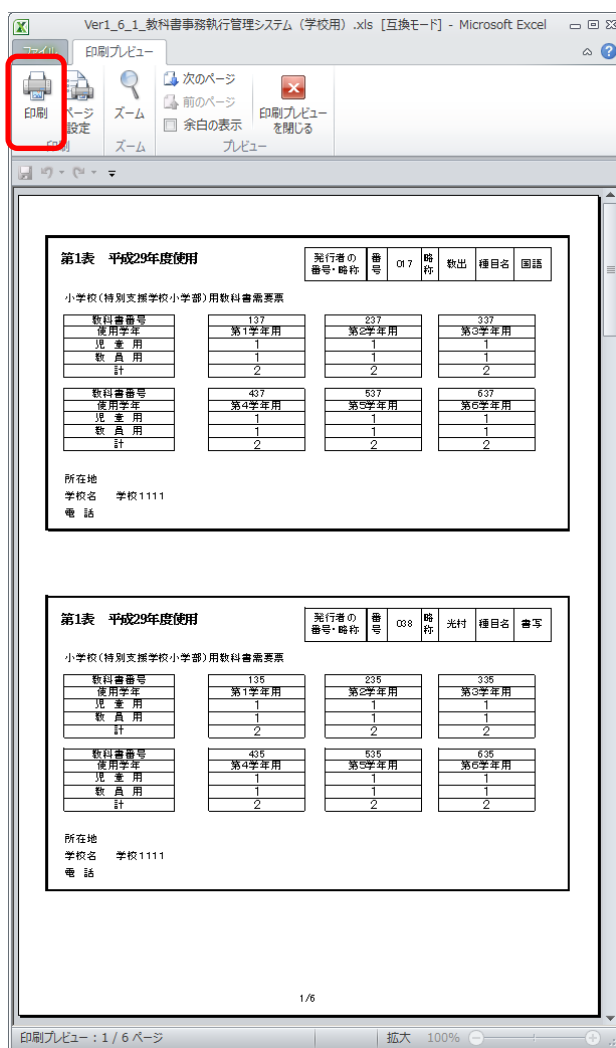 Ver1_6_1_教科書事務執行管理システム（学校用）.xls [互換モード] - Microsoft Excel
ファイル 印刷プレビュー
印刷 ページ設定 ズーム 次のページ 前のページ 余白の表示 印刷プレビューを閉じる
印刷 ズーム プレビュー
第1表 平成29年度使用 発行者の番号・略称 番号 017 略称 教出 種目名 国語
小学校(特別支援学校小学部)用教科書需要票
教科書番号 137 237 337
使用学年 第1学年用 第2学年用 第3学年用
児童用 1 1 1
教員用 1 1 1
計 2 2 2
教科書番号 437 537 637
使用学年 第4学年用 第5学年用 第6学年用
児童用 1 1 1
教員用 1 1 1
計 2 2 2
所在地
学校名 学校1111
電話
第1表 平成29年度使用 発行者の番号・略称 番号 038 略称 光村 種目名 書写
小学校(特別支援学校小学部)用教科書需要票
教科書番号 135 235 335
使用学年 第1学年用 第2学年用 第3学年用
児童用 1 1 1
教員用 1 1 1
計 2 2 2
教科書番号 435 535 635
使用学年 第4学年用 第5学年用 第6学年用
児童用 1 1 1
教員用 1 1 1
計 2 2 2
所在地
学校名 学校1111
電話
1/6
印刷プレビュー：1 / 6 ページ 拡大 100%